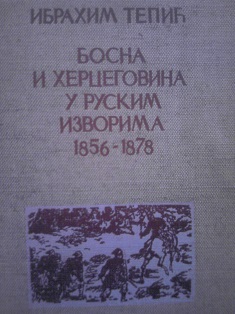 ИБРАХИМ ТЕПИЋ
БОСНА
И ХЕРЦЕГОВИНА
У РУСКИМ
ИЗВОРИМА
1856-1878